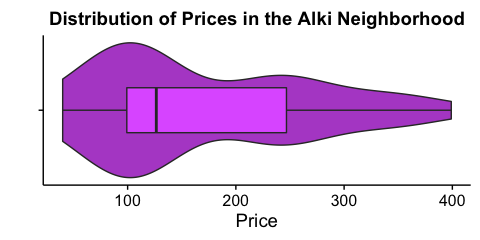 Distribution of Prices in the Alki Neighborhood
100 200 300 400
Price